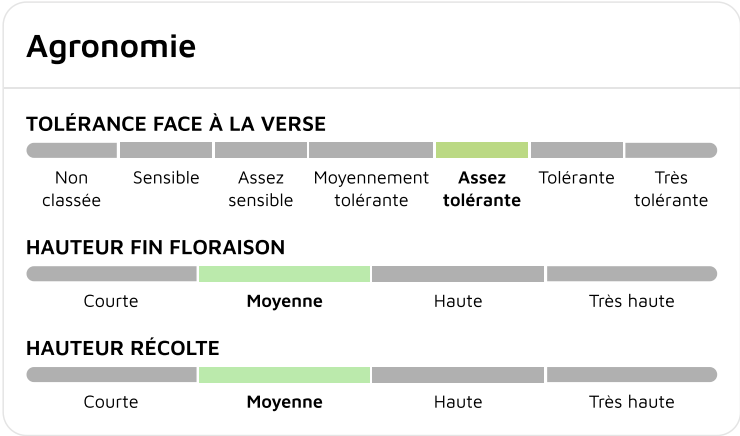 Agronomie
TOLÉRANCE FACE À LA VERSE
Non classée
Sensible
Assez sensible
Moyennement tolérante
Assez tolérante
Tolérante
Très tolérante
HAUTEUR FIN FLORAISON
Courte
Moyenne
Haute
Très haute
HAUTEUR RÉCOLTE
Courte
Moyenne
Haute
Très haute